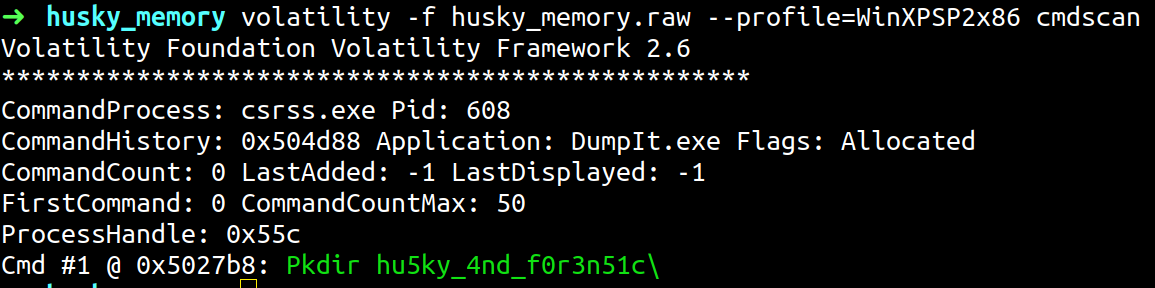 ➜ husky_memory volatility -f husky_memory.raw --profile=WinXPSP2x86 cmdscan
Volatility Foundation Volatility Framework 2.6
**************************************************
CommandProcess: csrss.exe Pid: 608
CommandHistory: 0x504d88 Application: DumpIt.exe Flags: Allocated
CommandCount: 0 LastAdded: -1 LastDisplayed: -1
FirstCommand: 0 CommandCountMax: 50
ProcessHandle: 0x55c
Cmd #1 @ 0x5027b8: Pkdir hu5ky_4nd_f0r3n51c\